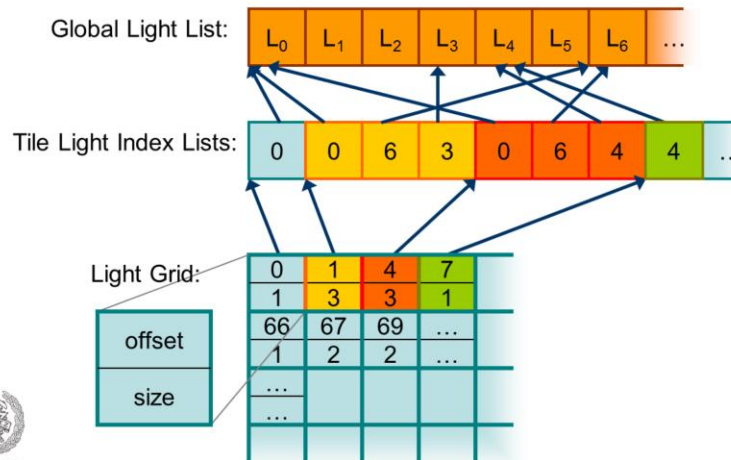 Global Light List: L₀ L₁ L₂ L₃ L₄ L₅ L₆ ...
Tile Light Index Lists: 0 0 6 3 0 6 4 4 ..
Light Grid: 0 1 4 7
1 3 3 1
offset 66 67 69 ...
1 2 2 ...
size ...
...